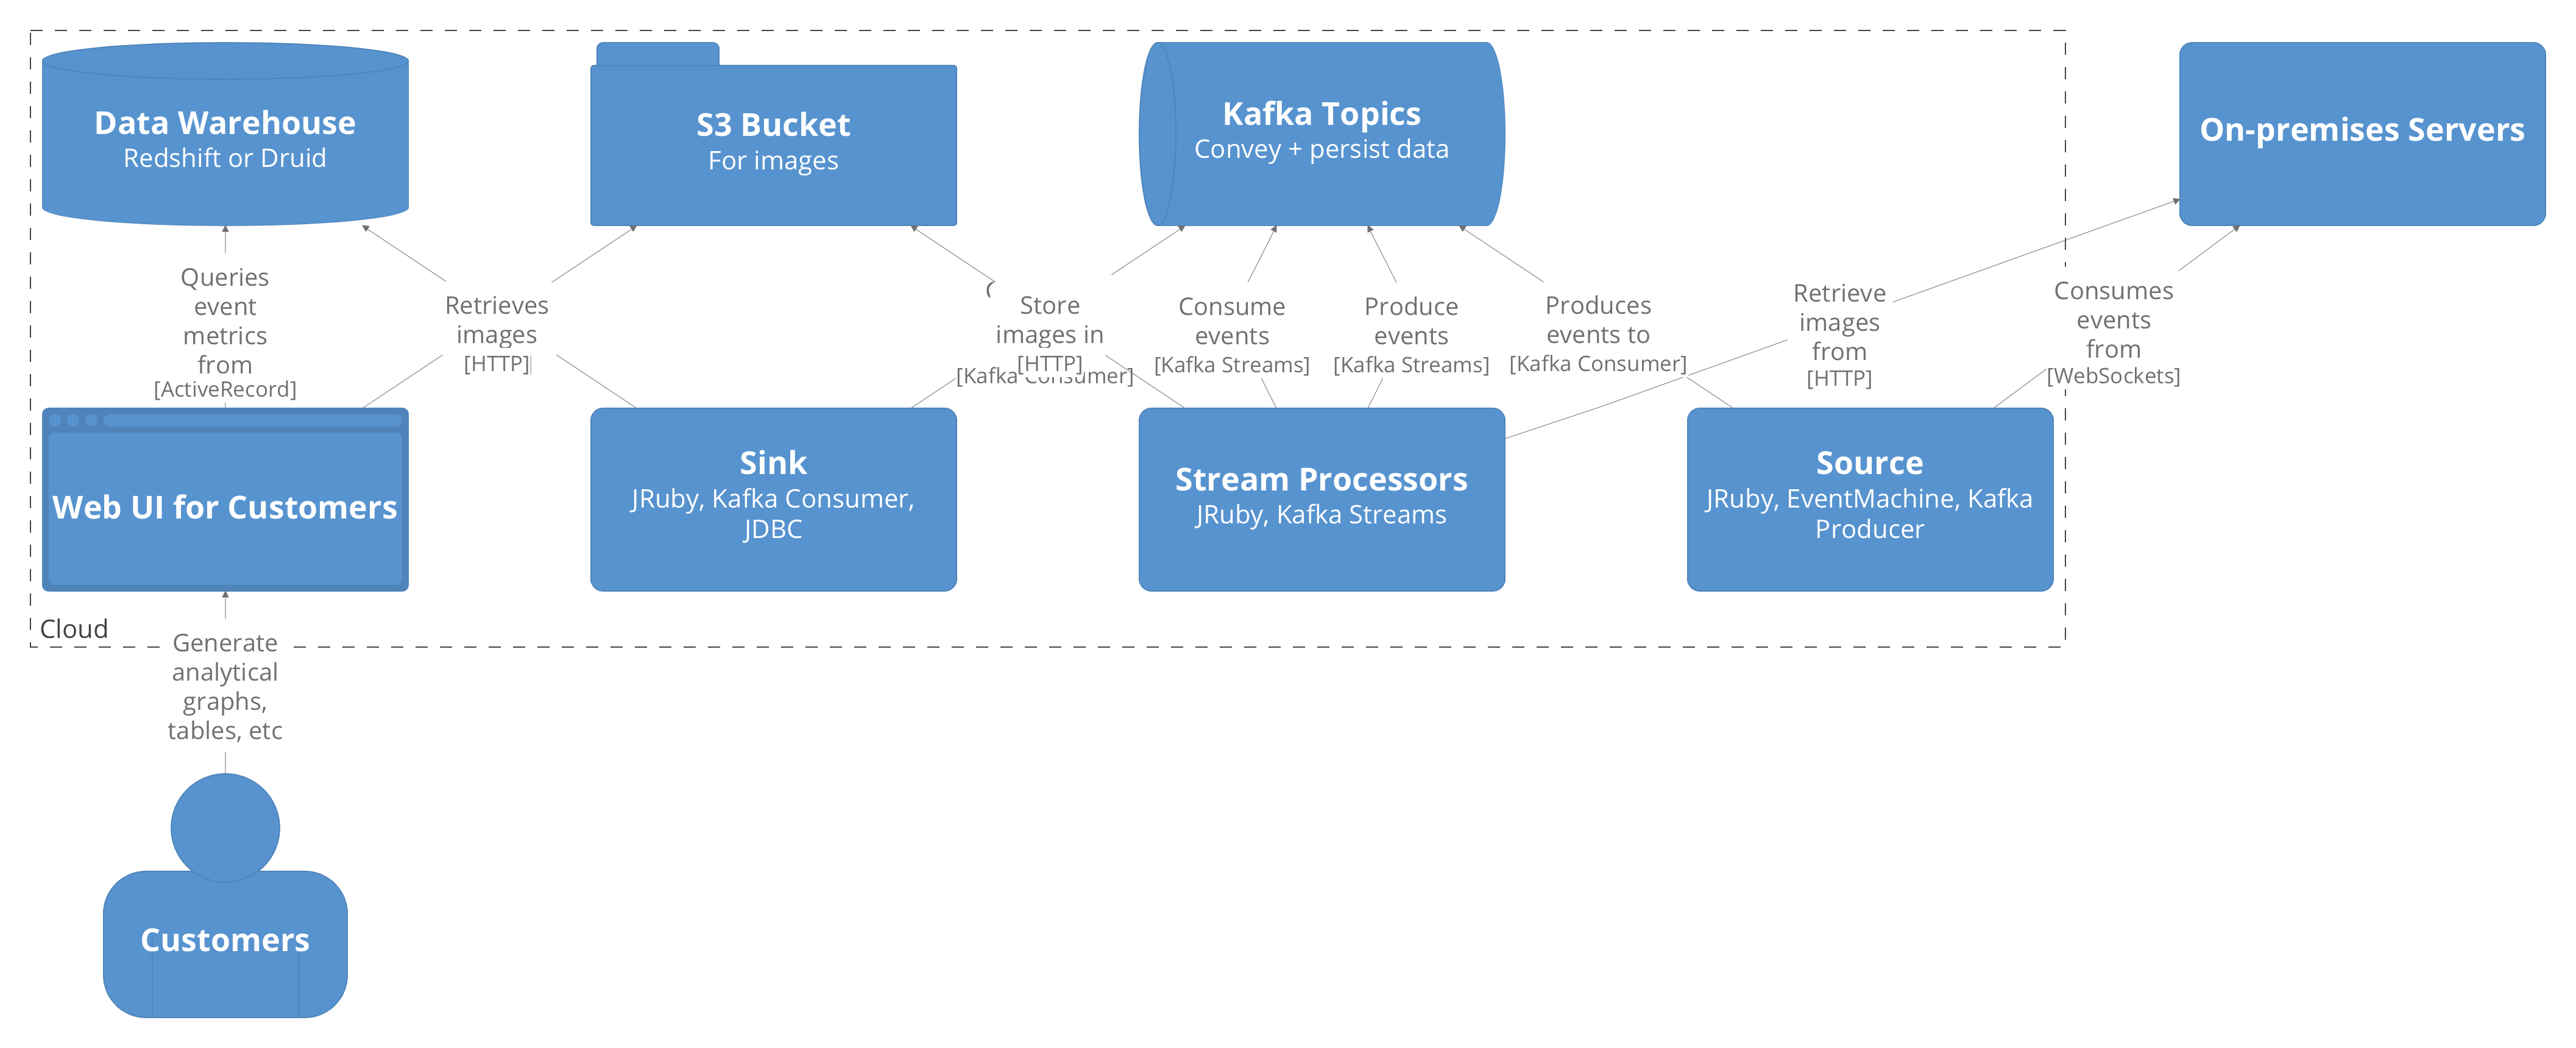 Data Warehouse
Redshift or Druid
S3 Bucket
For images
Kafka Topics
Convey + persist data
On-premises Servers
Queries
event
metrics
from
[ActiveRecord]
Retrieves
images
[HTTP]
Store
images in
[HTTP]
[Kafka Consumer]
Consume
events
[Kafka Streams]
Produce
events
[Kafka Streams]
Produces
events to
[Kafka Consumer]
Retrieve
images
from
[HTTP]
Consumes
events
from
[WebSockets]
Web UI for Customers
Sink
JRuby, Kafka Consumer,
JDBC
Stream Processors
JRuby, Kafka Streams
Source
JRuby, EventMachine, Kafka
Producer
Cloud
Generate
analytical
graphs,
tables, etc
Customers